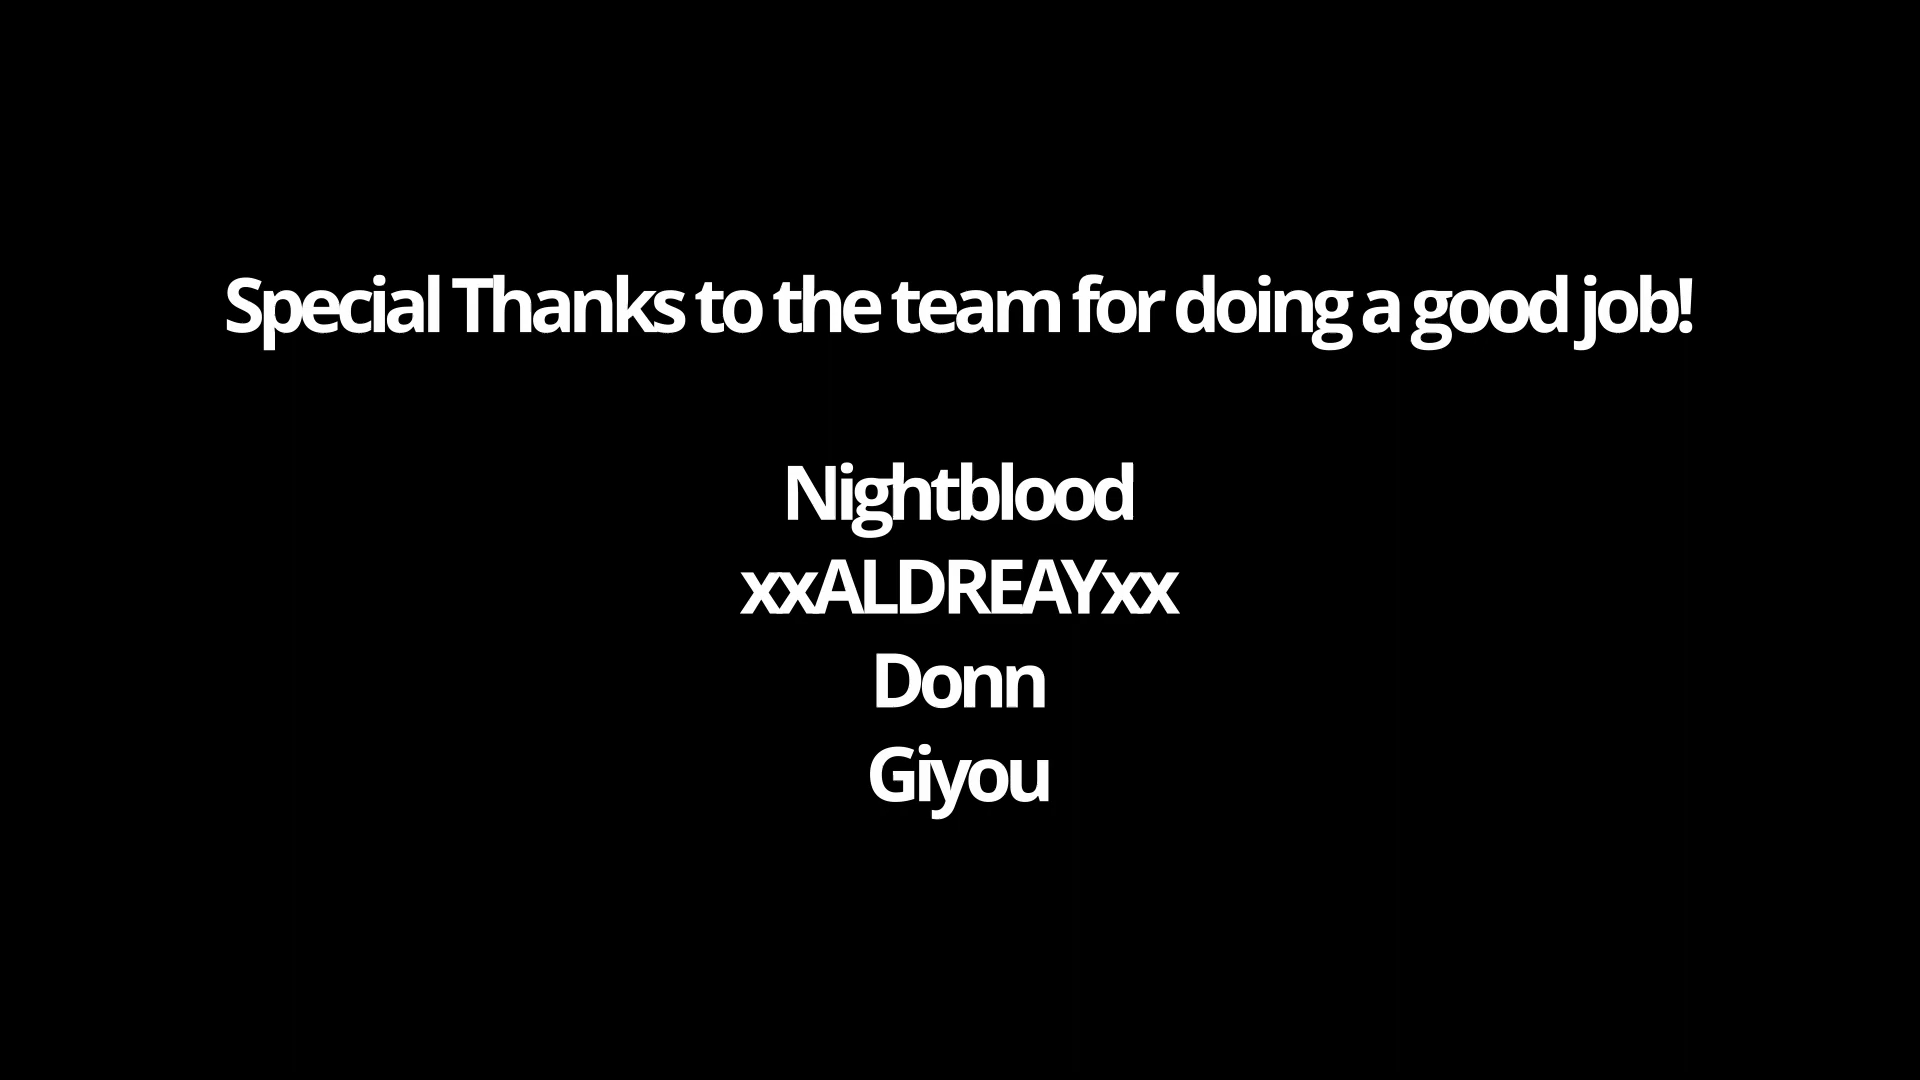 Special Thanks to the team for doing a good job!
Nightblood
xxALDREAYxx
Donn
Giyou